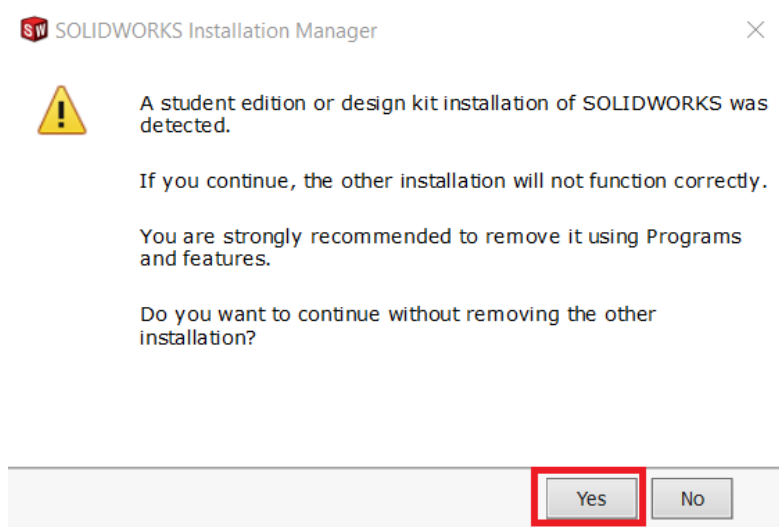 SW SOLIDWORKS Installation Manager
A student edition or design kit installation of SOLIDWORKS was
detected.
If you continue, the other installation will not function correctly.
You are strongly recommended to remove it using Programs
and features.
Do you want to continue without removing the other
installation?
Yes No